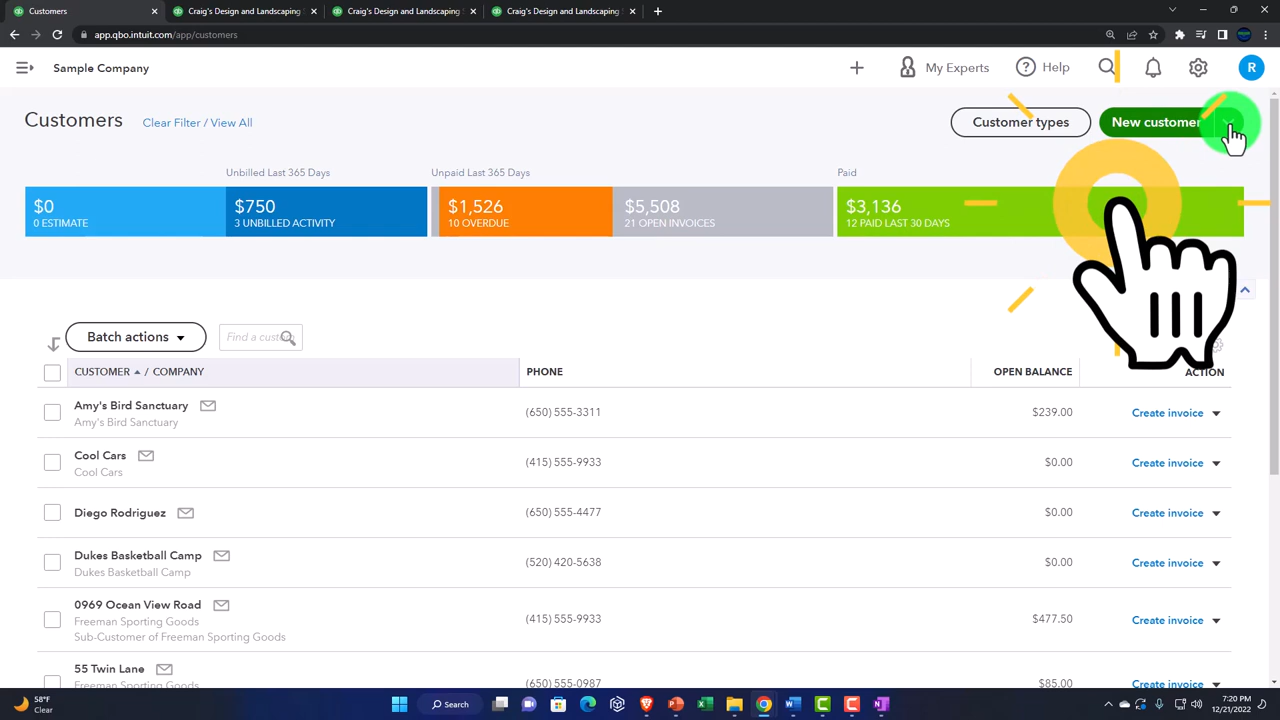 Customers
Craig's Design and Landscaping
Craig's Design and Landscaping
Craig's Design and Landscaping
app.qbo.intuit.com/app/customers
Sample Company
My Experts
Help
R
Customers
Clear Filter / View All
Customer types
New customer
Unbilled Last 365 Days
Unpaid Last 365 Days
Paid
$0
0 ESTIMATE
$750
3 UNBILLED ACTIVITY
$1,526
10 OVERDUE
$5,508
21 OPEN INVOICES
$3,136
12 PAID LAST 30 DAYS
Batch actions
Find a
CUSTOMER / COMPANY
PHONE
OPEN BALANCE
ACTION
Amy's Bird Sanctuary
Amy's Bird Sanctuary
(650) 555-3311
$239.00
Create invoice
Cool Cars
Cool Cars
(415) 555-9933
$0.00
Create invoice
Diego Rodriguez
(650) 555-4477
$0.00
Create invoice
Dukes Basketball Camp
Dukes Basketball Camp
(520) 420-5638
$0.00
Create invoice
0969 Ocean View Road
Freeman Sporting Goods
Sub-Customer of Freeman Sporting Goods
(415) 555-9933
$477.50
Create invoice
55 Twin Lane
Freeman Sporting Goods
(650) 555-0987
$85.00
Create invoice
58°F
Clear
Search
7:20 PM
12/21/2022